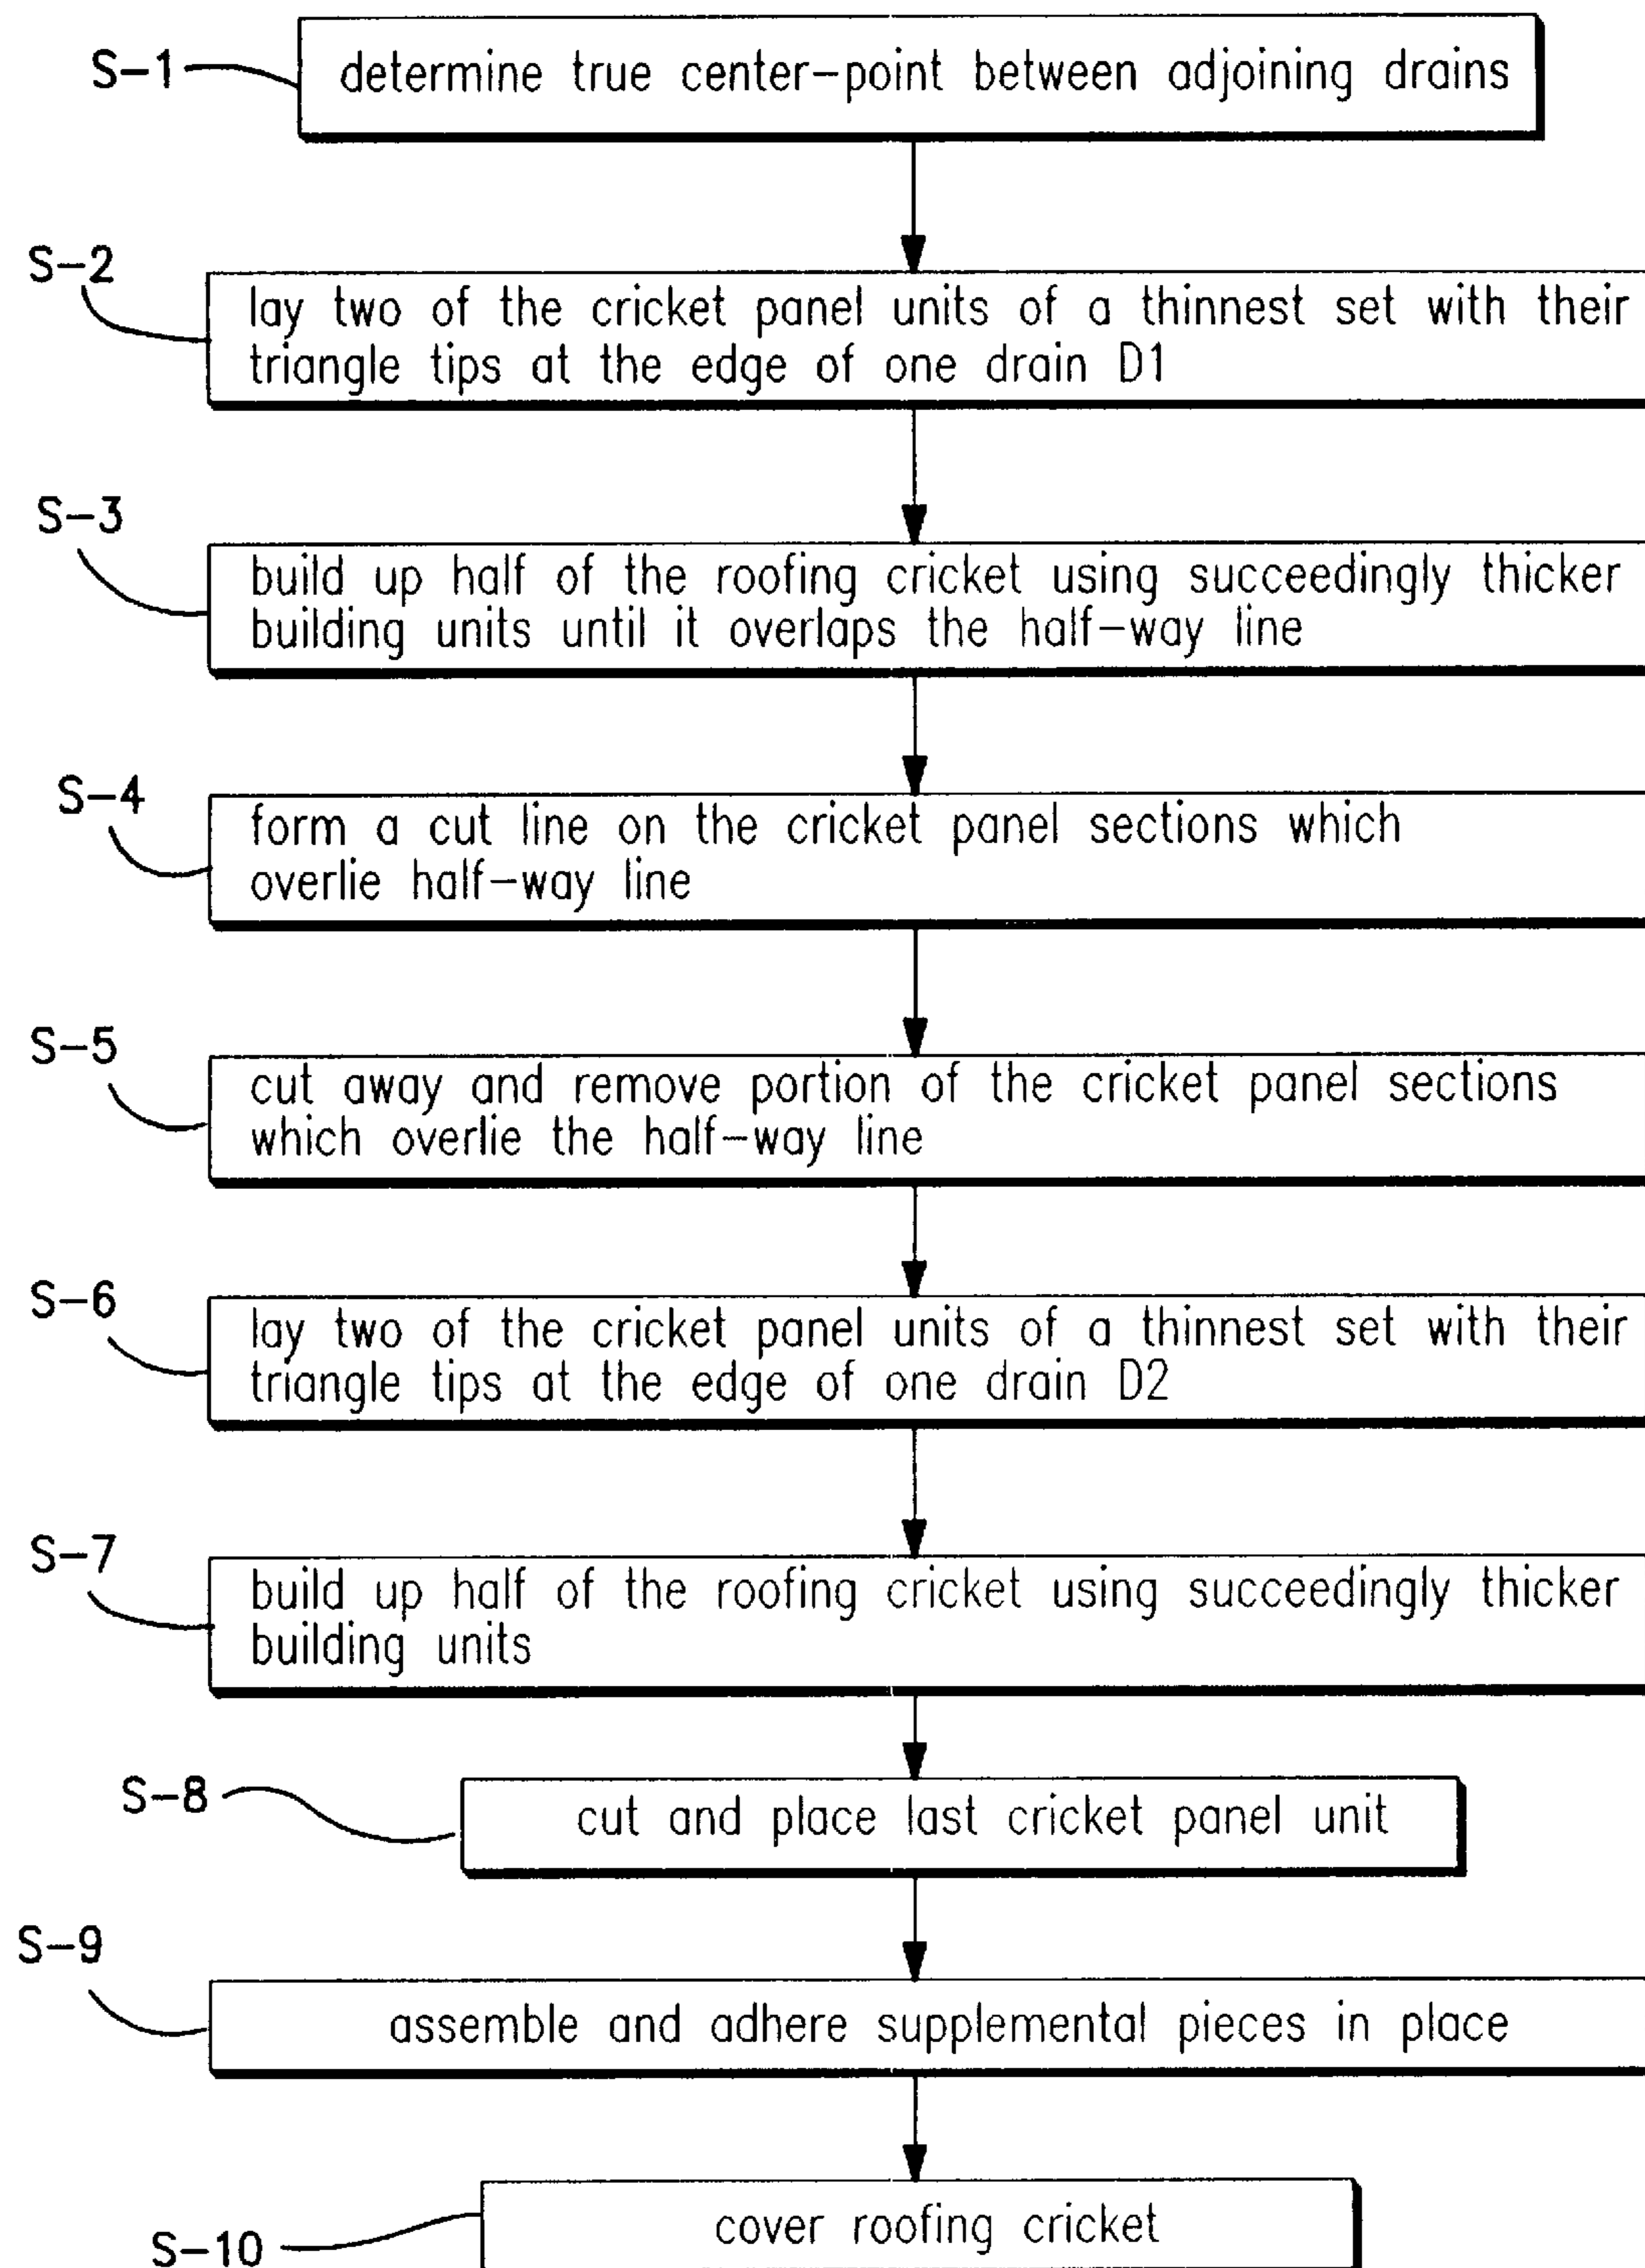 S-1
determine true center-point between adjoining drains
S-2
lay two of the cricket panel units of a thinnest set with their
triangle tips at the edge of one drain D1
S-3
build up half of the roofing cricket using succeedingly thicker
building units until it overlaps the half-way line
S-4
form a cut line on the cricket panel sections which
overlie half-way line
S-5
cut away and remove portion of the cricket panel sections
which overlie the half-way line
S-6
lay two of the cricket panel units of a thinnest set with their
triangle tips at the edge of one drain D2
S-7
build up half of the roofing cricket using succeedingly thicker
building units
S-8
cut and place last cricket panel unit
S-9
assemble and adhere supplemental pieces in place
S-10
cover roofing cricket